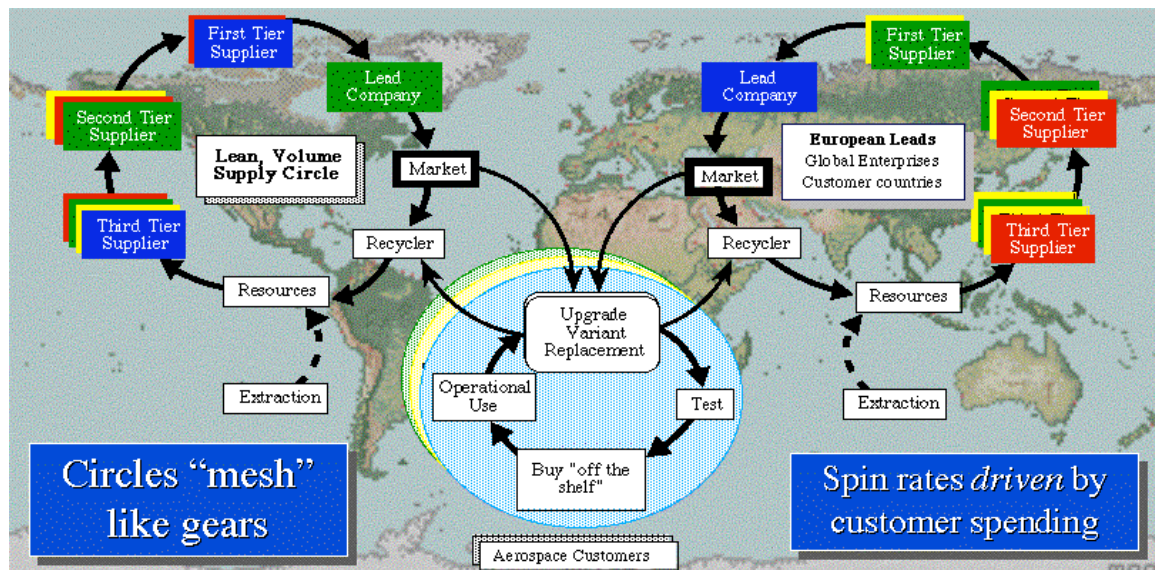 First Tier
Supplier
Lead
Company
Second Tier
Supplier
Lean, Volume
Supply Circle
Market
Third Tier
Supplier
Recycler
Resources
Extraction
First Tier
Supplier
Lead
Company
Second Tier
Supplier
European Leads
Global Enterprises
Customer countries
Market
Third Tier
Supplier
Recycler
Resources
Extraction
Upgrade
Variant
Replacement
Operational
Use
Test
Buy "off the
shelf"
Aerospace Customers
Circles “mesh”
like gears
Spin rates driven by
customer spending